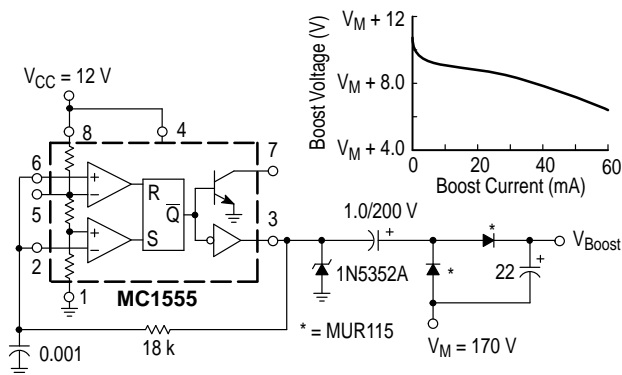 V_M + 12
V_M + 8.0
V_M + 4.0
Boost Voltage (V)
0
20
40
60
Boost Current (mA)
V_CC = 12 V
8
4
7
6
5
2
3
1
+
−
+
−
R
Q̅
S
MC1555
1.0/200 V
+
*
*
V_Boost
1N5352A
22
+
* = MUR115
V_M = 170 V
18 k
0.001